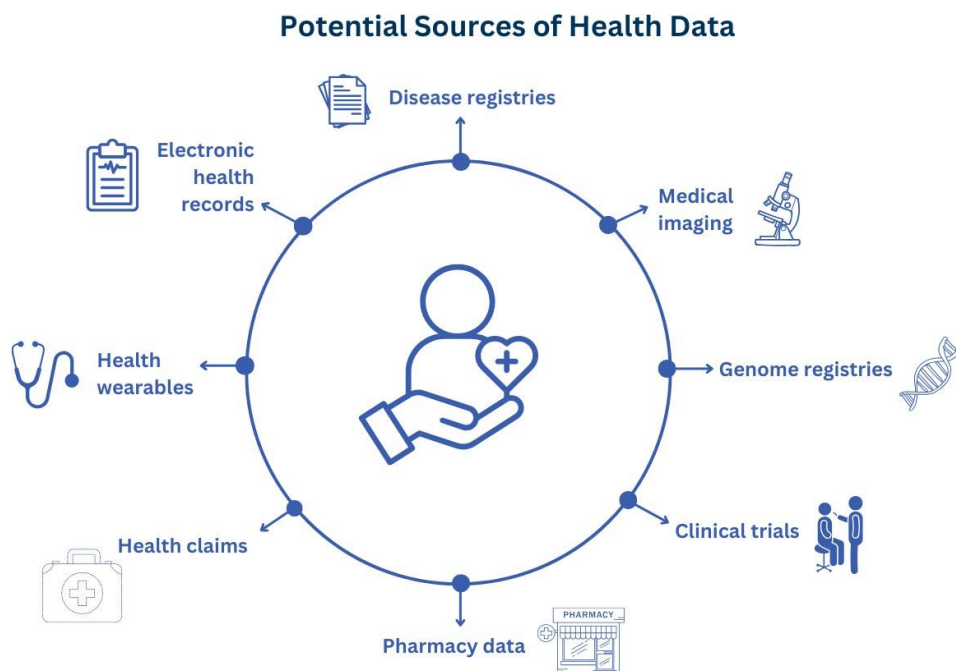 Potential Sources of Health Data
Disease registries
Electronic
health
records
Medical
imaging
Health
wearables
Genome registries
Clinical trials
Health claims
PHARMACY
Pharmacy data